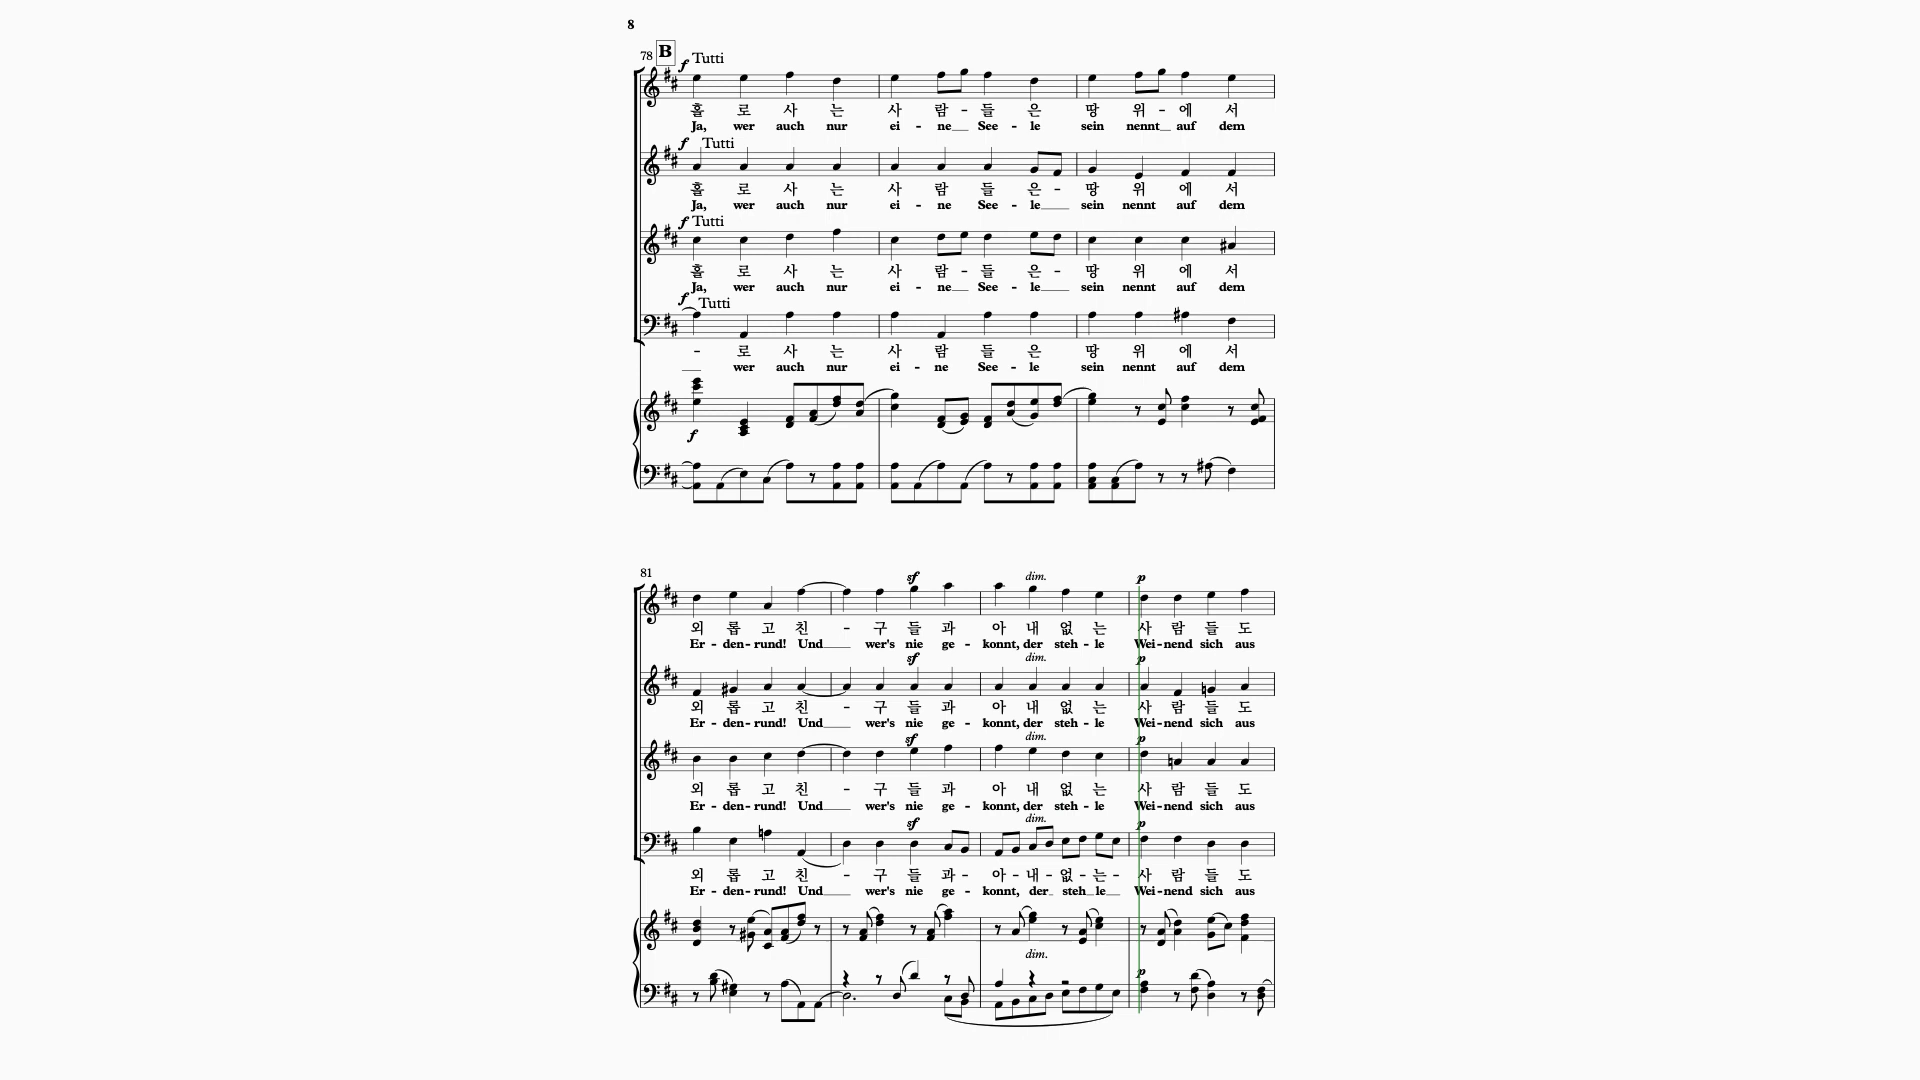 8
78 B
f Tutti
홀 로 사 는 사 람 - 들 은 땅 위 - 에 서
Ja, wer auch nur ei - ne__ See - le sein nennt__ auf dem
f Tutti
홀 로 사 는 사 람 들 은 - 땅 위 에 서
Ja, wer auch nur ei - ne See - le____ sein nennt auf dem
f Tutti
홀 로 사 는 사 람 - 들 은 - 땅 위 에 서
Ja, wer auch nur ei - ne__ See - le____ sein nennt auf dem
f Tutti
- 로 사 는 사 람 들 은 땅 위 에 서
__ wer auch nur ei - ne See - le sein nennt auf dem
f
81
sf dim. p
외 롭 고 친 - 구 들 과 아 내 없 는 사 람 들 도
Er - den - rund! Und____ wer's nie ge - konnt, der steh - le Wei - nend sich aus
sf dim. p
외 롭 고 친 - 구 들 과 아 내 없 는 사 람 들 도
Er - den - rund! Und____ wer's nie ge - konnt, der steh - le Wei - nend sich aus
sf dim. p
외 롭 고 친 - 구 들 과 아 내 없 는 사 람 들 도
Er - den - rund! Und____ wer's nie ge - konnt, der steh - le Wei - nend sich aus
sf dim. p
외 롭 고 친 - 구 들 과 - 아 - 내 - 없 - 는 - 사 람 들 도
Er - den - rund! Und____ wer's nie ge - konnt, der_ steh_le__ Wei - nend sich aus
dim.
p